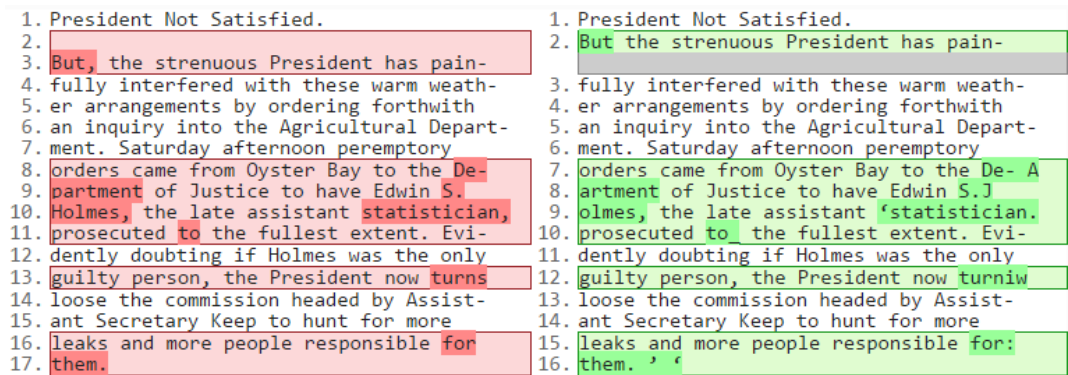 1. President Not Satisfied.
2.
3. But, the strenuous President has pain-
4. fully interfered with these warm weath-
5. er arrangements by ordering forthwith
6. an inquiry into the Agricultural Depart-
7. ment. Saturday afternoon peremptory
8. orders came from Oyster Bay to the De-
9. partment of Justice to have Edwin S.
10. Holmes, the late assistant statistician,
11. prosecuted to the fullest extent. Evi-
12. dently doubting if Holmes was the only
13. guilty person, the President now turns
14. loose the commission headed by Assist-
15. ant Secretary Keep to hunt for more
16. leaks and more people responsible for
17. them.
1. President Not Satisfied.
2. But the strenuous President has pain-
3. fully interfered with these warm weath-
4. er arrangements by ordering forthwith
5. an inquiry into the Agricultural Depart-
6. ment. Saturday afternoon peremptory
7. orders came from Oyster Bay to the De- A
8. artment of Justice to have Edwin S.J
9. olmes, the late assistant ‘statistician.
10. prosecuted to_ the fullest extent. Evi-
11. dently doubting if Holmes was the only
12. guilty person, the President now turniw
13. loose the commission headed by Assist-
14. ant Secretary Keep to hunt for more
15. leaks and more people responsible for:
16. them. ’ ‘